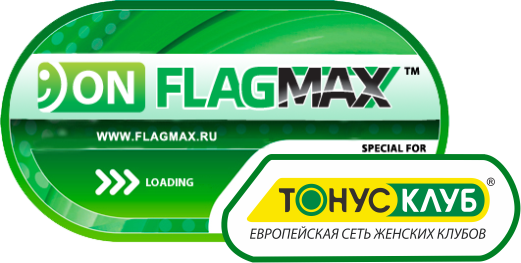 ON FLAGMAX™
WWW.FLAGMAX.RU
SPECIAL FOR
LOADING
ТОНУС КЛУБ®
ЕВРОПЕЙСКАЯ СЕТЬ ЖЕНСКИХ КЛУБОВ